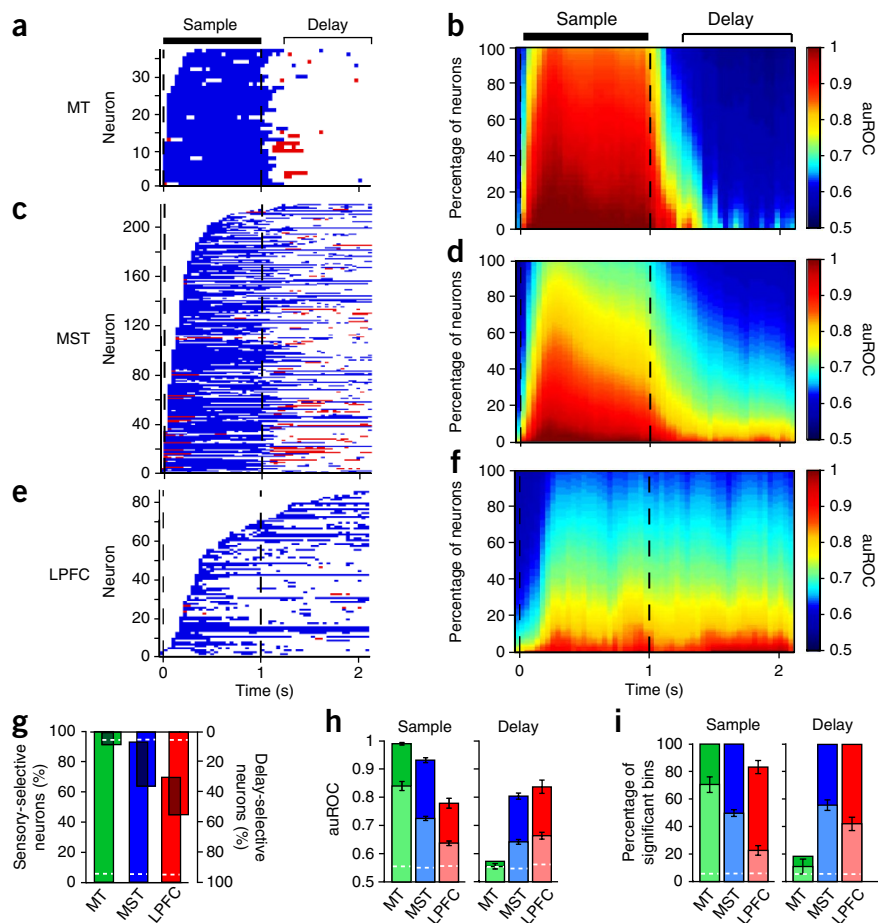 a
Sample
Delay
MT
Neuron
30
20
10
0
b
Sample
Delay
Percentage of neurons
100
80
60
40
20
0
auROC
1
0.9
0.8
0.7
0.6
0.5
c
MST
Neuron
200
160
120
80
40
0
d
Percentage of neurons
100
80
60
40
20
0
auROC
1
0.9
0.8
0.7
0.6
0.5
e
LPFC
Neuron
80
60
40
20
0
0
1
2
Time (s)
f
Percentage of neurons
100
80
60
40
20
0
0
1
2
Time (s)
auROC
1
0.9
0.8
0.7
0.6
0.5
g
Sensory-selective
neurons (%)
100
80
60
40
20
0
0
20
40
60
80
100
Delay-selective
neurons (%)
MT
MST
LPFC
h
Sample
Delay
auROC
1
0.9
0.8
0.7
0.6
0.5
MT
MST
LPFC
MT
MST
LPFC
i
Sample
Delay
Percentage of
significant bins
100
80
60
40
20
0
MT
MST
LPFC
MT
MST
LPFC